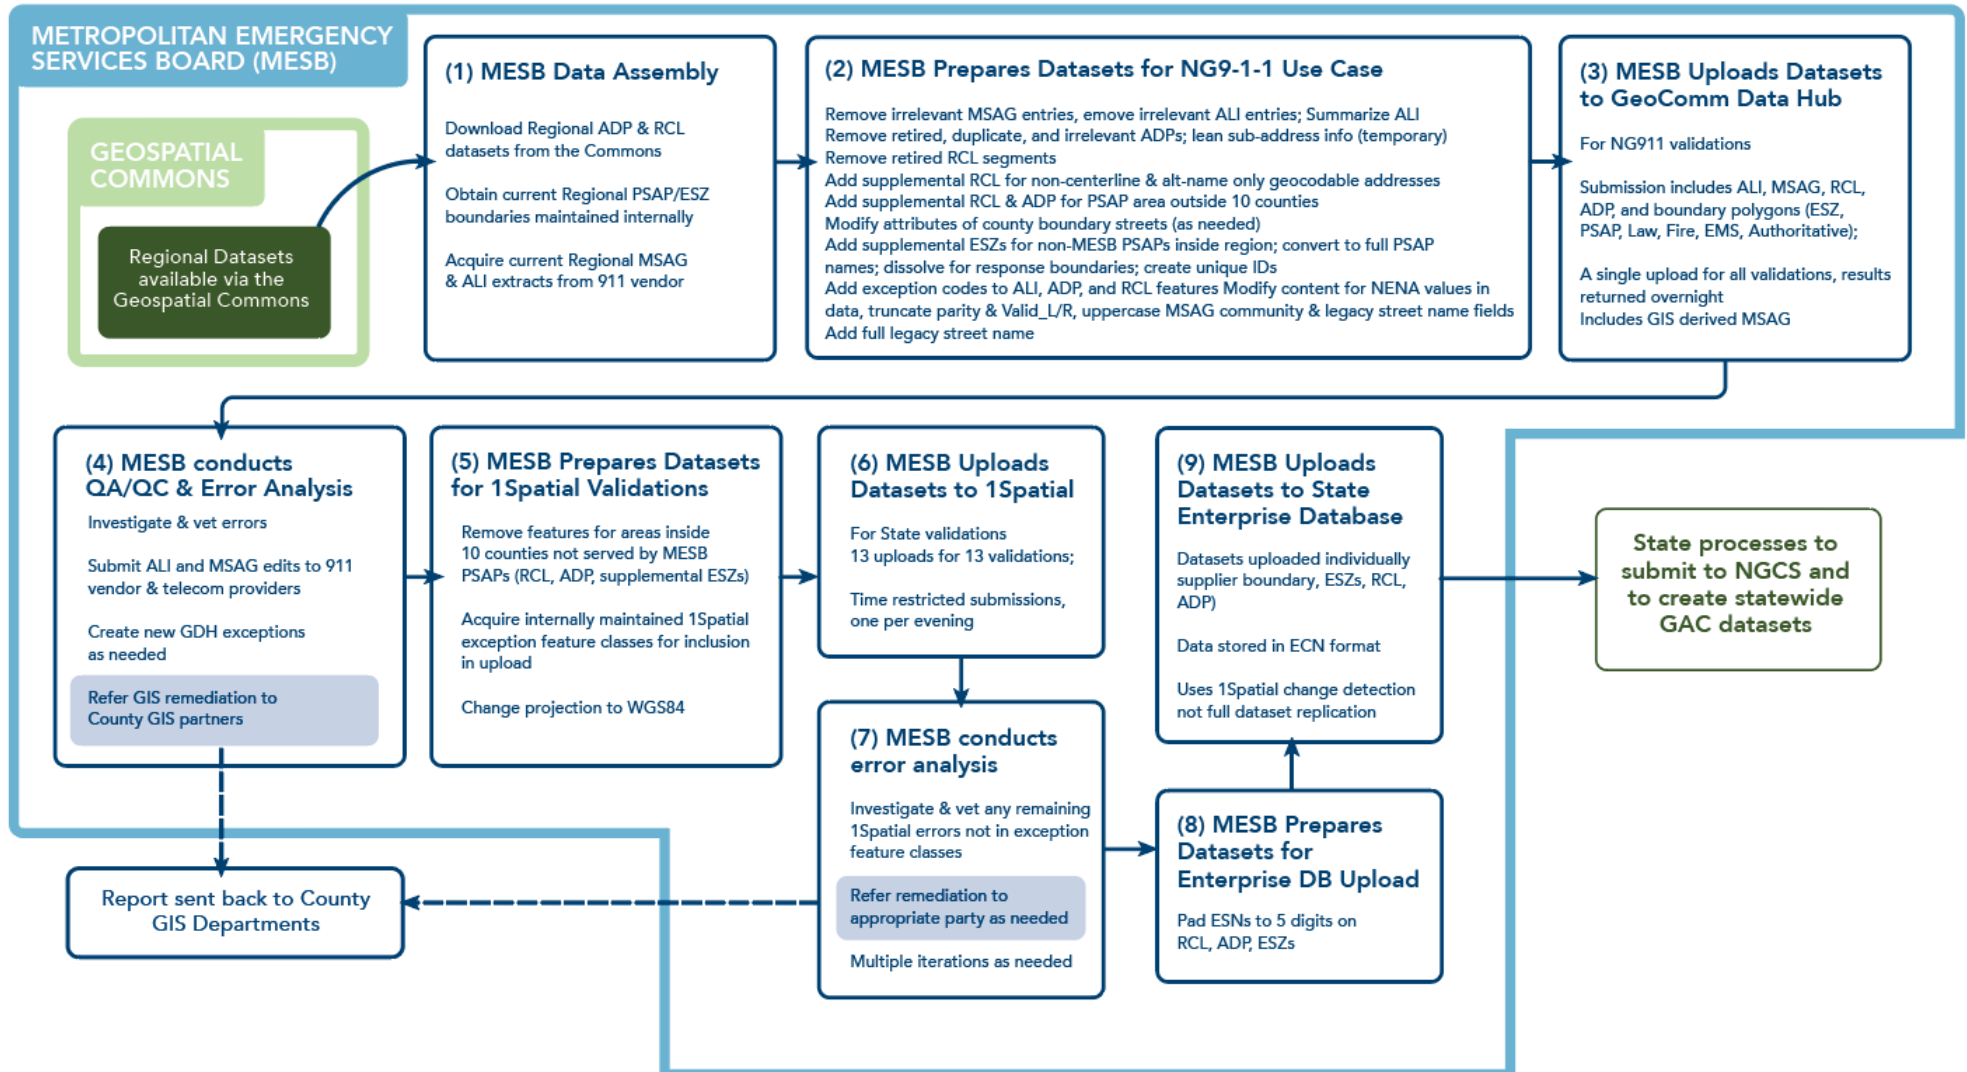 METROPOLITAN EMERGENCY
SERVICES BOARD (MESB)
GEOSPATIAL
COMMONS
Regional Datasets
available via the
Geospatial Commons
(1) MESB Data Assembly
Download Regional ADP & RCL
datasets from the Commons
Obtain current Regional PSAP/ESZ
boundaries maintained internally
Acquire current Regional MSAG
& ALI extracts from 911 vendor
(2) MESB Prepares Datasets for NG9-1-1 Use Case
Remove irrelevant MSAG entries, emove irrelevant ALI entries; Summarize ALI
Remove retired, duplicate, and irrelevant ADPs; lean sub-address info (temporary)
Remove retired RCL segments
Add supplemental RCL for non-centerline & alt-name only geocodable addresses
Add supplemental RCL & ADP for PSAP area outside 10 counties
Modify attributes of county boundary streets (as needed)
Add supplemental ESZs for non-MESB PSAPs inside region; convert to full PSAP
names; dissolve for response boundaries; create unique IDs
Add exception codes to ALI, ADP, and RCL features Modify content for NENA values in
data, truncate parity & Valid_L/R, uppercase MSAG community & legacy street name fields
Add full legacy street name
(3) MESB Uploads Datasets
to GeoComm Data Hub
For NG911 validations
Submission includes ALI, MSAG, RCL,
ADP, and boundary polygons (ESZ,
PSAP, Law, Fire, EMS, Authoritative);
A single upload for all validations, results
returned overnight
Includes GIS derived MSAG
(4) MESB conducts
QA/QC & Error Analysis
Investigate & vet errors
Submit ALI and MSAG edits to 911
vendor & telecom providers
Create new GDH exceptions
as needed
Refer GIS remediation to
County GIS partners
(5) MESB Prepares Datasets
for 1Spatial Validations
Remove features for areas inside
10 counties not served by MESB
PSAPs (RCL, ADP, supplemental ESZs)
Acquire internally maintained 1Spatial
exception feature classes for inclusion
in upload
Change projection to WGS84
(6) MESB Uploads
Datasets to 1Spatial
For State validations
13 uploads for 13 validations;
Time restricted submissions,
one per evening
(7) MESB conducts
error analysis
Investigate & vet any remaining
1Spatial errors not in exception
feature classes
Refer remediation to
appropriate party as needed
Multiple iterations as needed
(8) MESB Prepares
Datasets for
Enterprise DB Upload
Pad ESNs to 5 digits on
RCL, ADP, ESZs
(9) MESB Uploads
Datasets to State
Enterprise Database
Datasets uploaded individually
supplier boundary, ESZs, RCL,
ADP)
Data stored in ECN format
Uses 1Spatial change detection
not full dataset replication
State processes to
submit to NGCS and
to create statewide
GAC datasets
Report sent back to County
GIS Departments